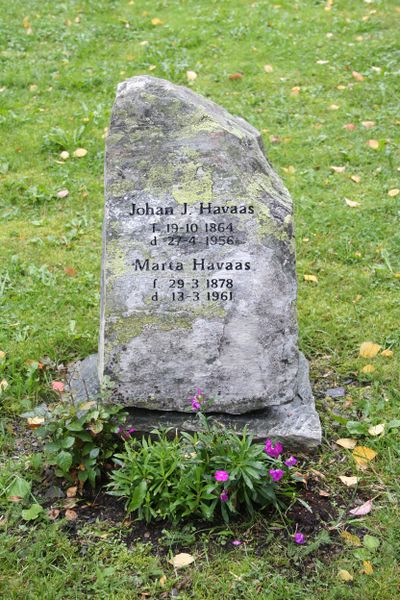 Johan J. Havaas
f. 19-10 1864
d. 27-4 1956
Marta Havaas
f 29-3 1878
d 13-3 1961